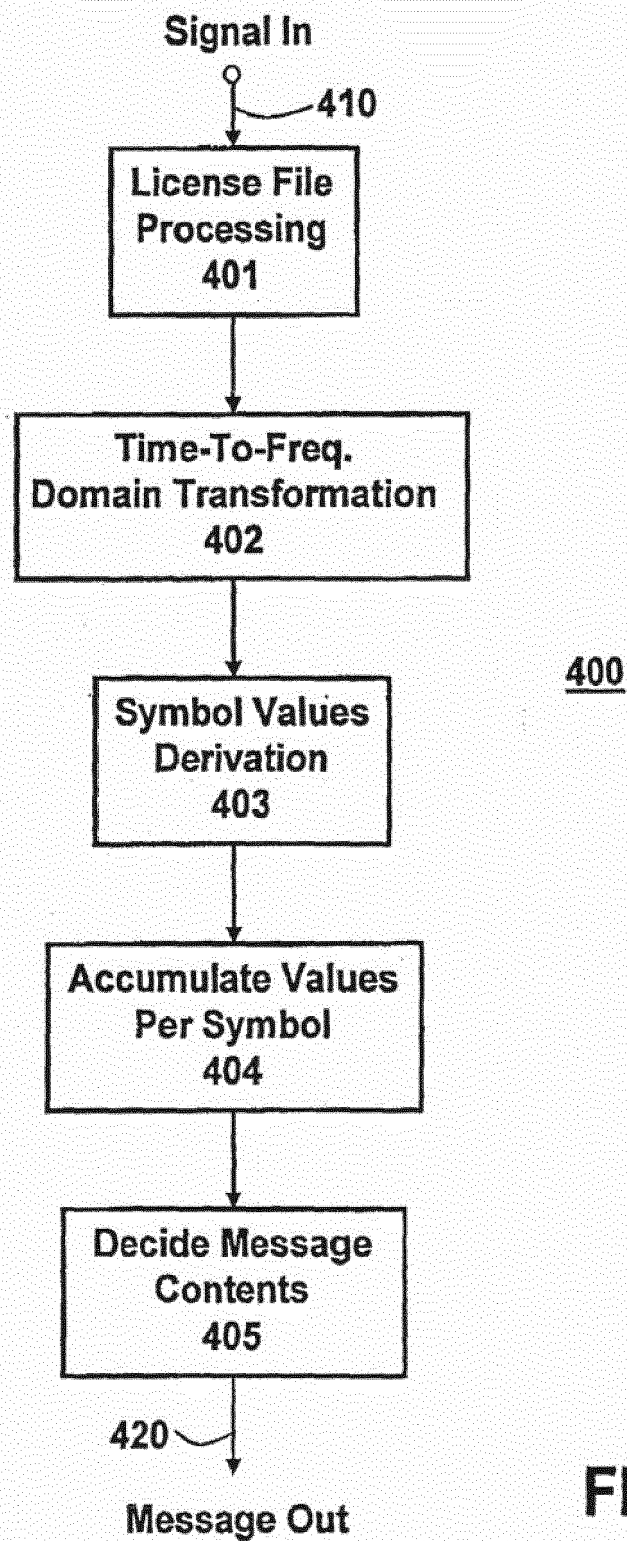 Signal In
410
License File
Processing
401
Time-To-Freq.
Domain Transformation
402
400
Symbol Values
Derivation
403
Accumulate Values
Per Symbol
404
Decide Message
Contents
405
420
Message Out